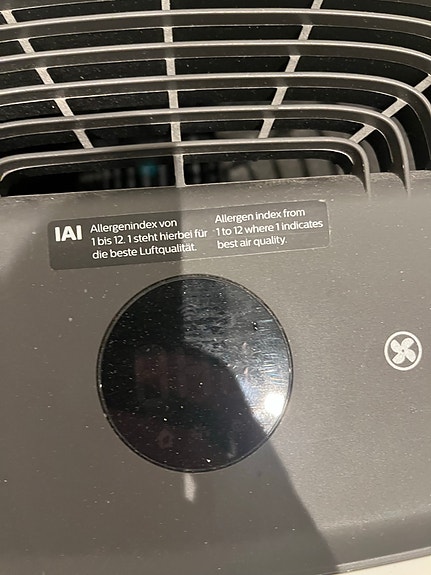 IAI
Allergenindex von
1 bis 12. 1 steht hierbei für
die beste Luftqualität.
Allergen index from
1 to 12 where 1 indicates
best air quality.